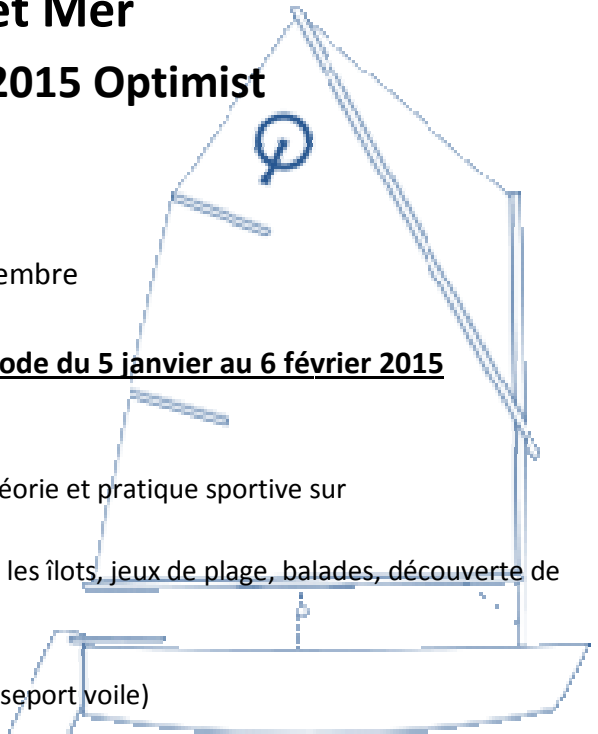 et Mer
2015 Optimist
embre
ode du 5 janvier au 6 février 2015
éorie et pratique sportive sur
les îlots, jeux de plage, balades, découverte de
seport voile)